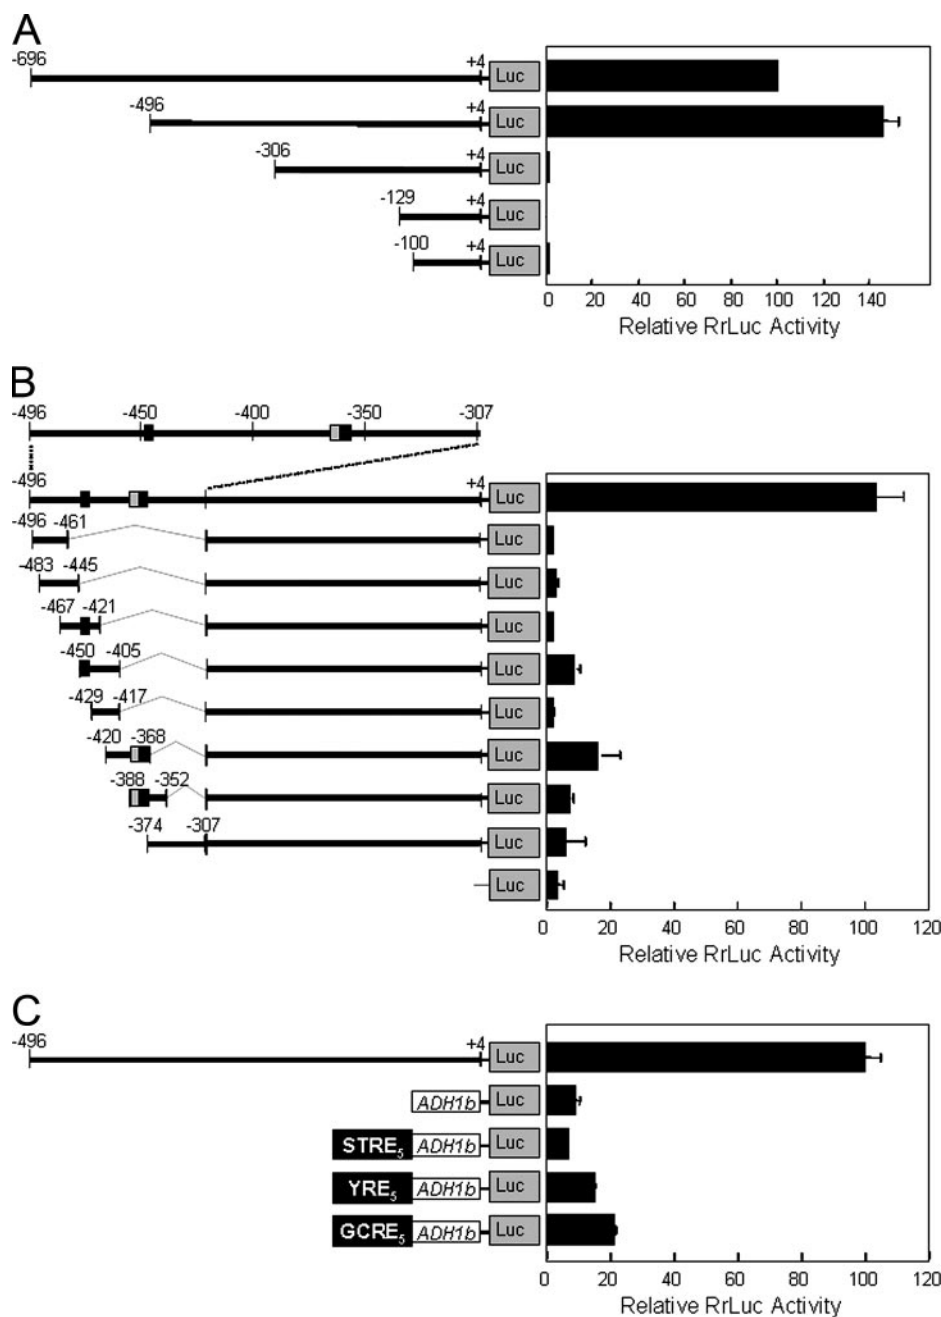 A
-696 +4 Luc
-496 +4 Luc
-306 +4 Luc
-129 +4 Luc
-100 +4 Luc
0 20 40 60 80 100 120 140
Relative RrLuc Activity
B
-496 -450 -400 -350 -307
-496 +4 Luc
-496 -461 Luc
-483 -445 Luc
-467 -421 Luc
-450 -405 Luc
-429 -417 Luc
-420 -368 Luc
-388 -352 Luc
-374 -307 Luc
Luc
0 20 40 60 80 100 120
Relative RrLuc Activity
C
-496 +4 Luc
ADH1b Luc
STRE5 ADH1b Luc
YRE5 ADH1b Luc
GCRE5 ADH1b Luc
0 20 40 60 80 100 120
Relative RrLuc Activity